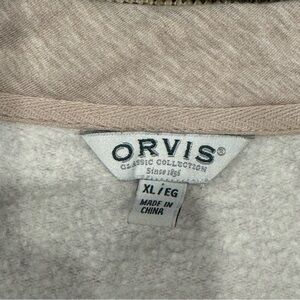 ORVIS®
CLASSIC COLLECTION
Since 1856
XL / EG
MADE IN
CHINA